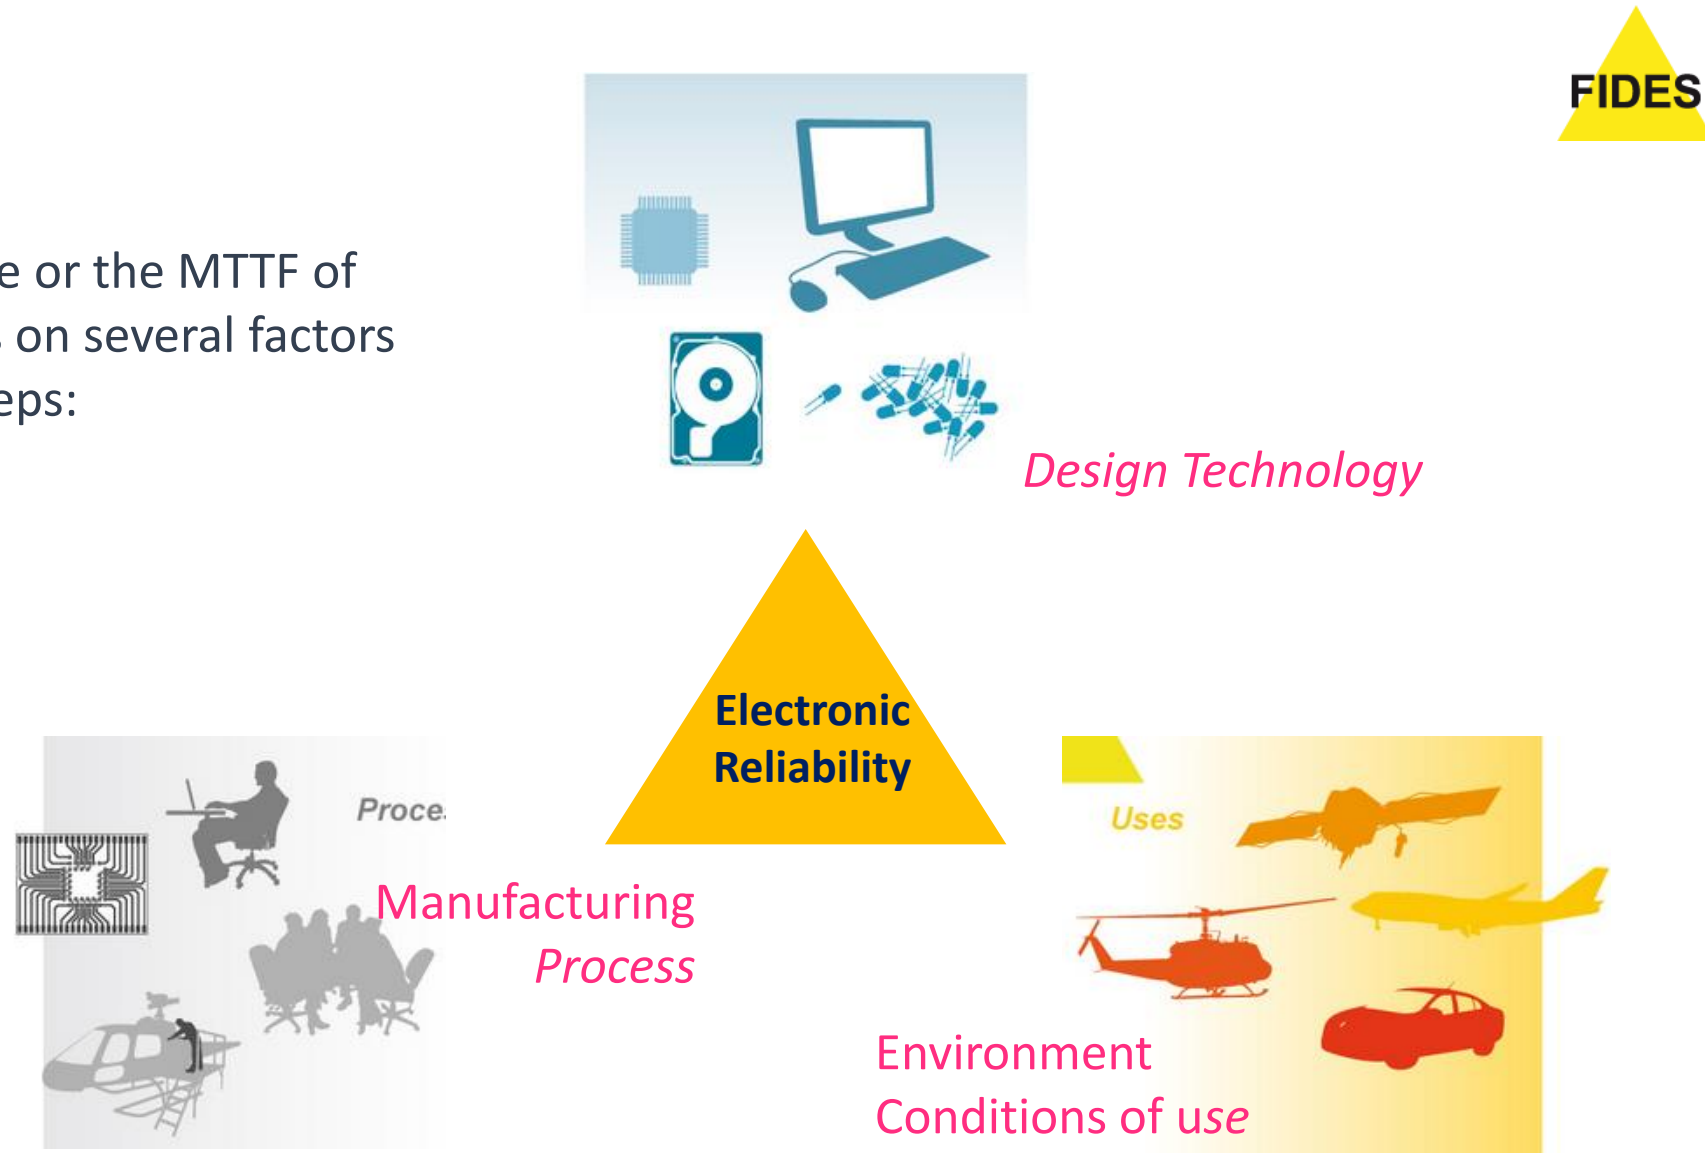 FIDES
e or the MTTF of
on several factors
eps:
Design Technology
Electronic
Reliability
Proce
Uses
Manufacturing
Process
Environment
Conditions of use